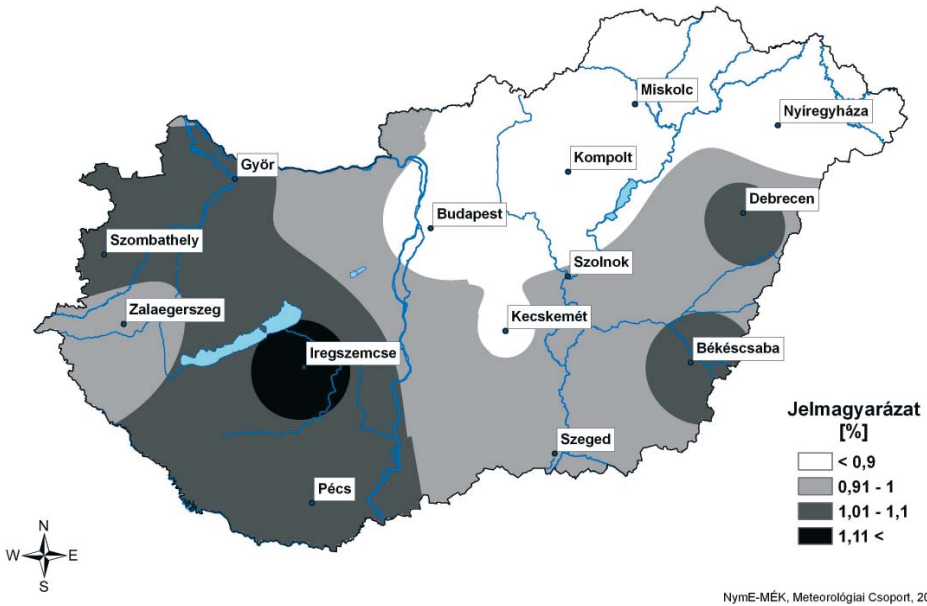 Miskolc
Nyíregyháza
Győr
Kompolt
Debrecen
Budapest
Szombathely
Szolnok
Zalaegerszeg
Kecskemét
Iregszemcse
Békéscsaba
Jelmagyarázat
[%]
< 0,9
0,91 - 1
1,01 - 1,1
1,11 <
Szeged
Pécs
N
W E
S
NymE-MÉK, Meteorológiai Csoport, 20